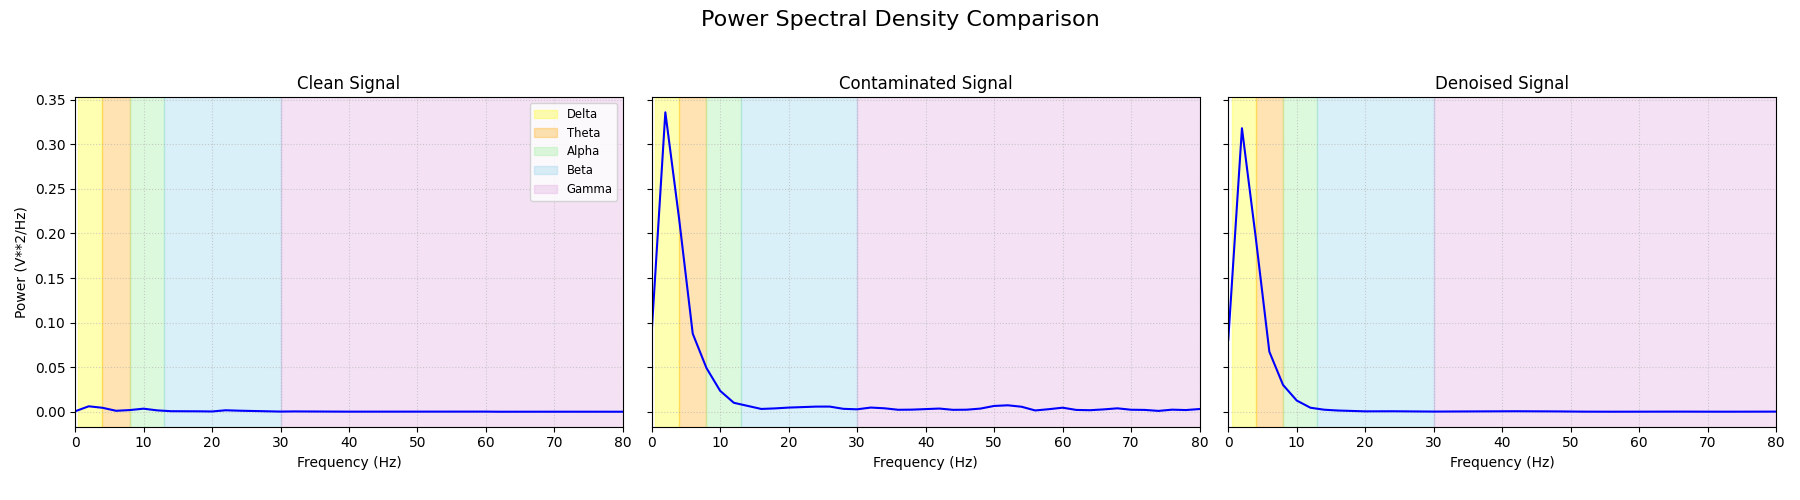 Power Spectral Density Comparison
Clean Signal
Contaminated Signal
Denoised Signal
Power (V**2/Hz)
0.35
0.30
0.25
0.20
0.15
0.10
0.05
0.00
Delta
Theta
Alpha
Beta
Gamma
0 10 20 30 40 50 60 70 80
0 10 20 30 40 50 60 70 80
0 10 20 30 40 50 60 70 80
Frequency (Hz)
Frequency (Hz)
Frequency (Hz)